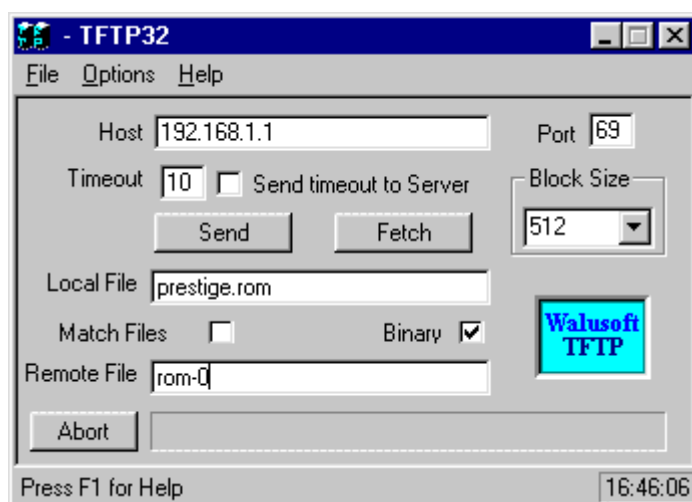 - TFTP32
File Options Help
Host 192.168.1.1 Port 69
Timeout 10 Send timeout to Server Block Size
Send Fetch 512
Local File prestige.rom
Match Files Binary Walusoft
TFTP
Remote File rom-0
Abort
Press F1 for Help 16:46:06